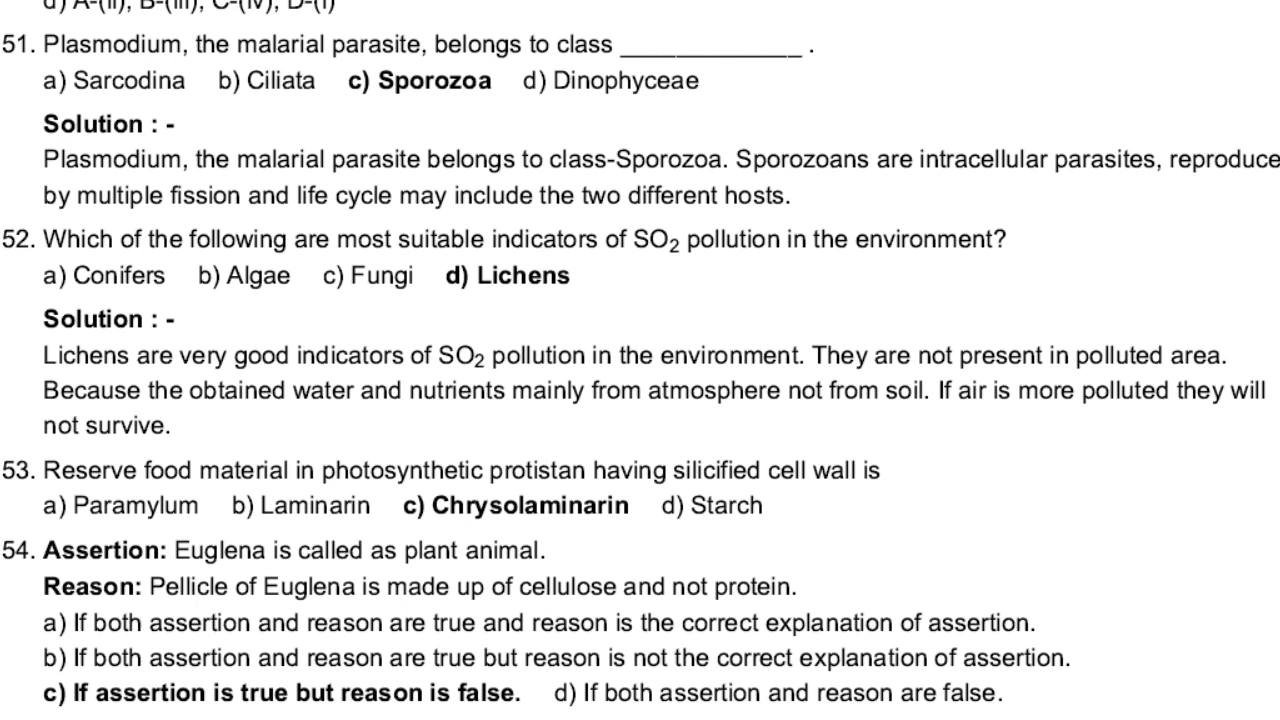 d) A-(ii), B-(iii), C-(iv), D-(i)
51. Plasmodium, the malarial parasite, belongs to class ______________ .
a) Sarcodina b) Ciliata c) Sporozoa d) Dinophyceae
Solution : -
Plasmodium, the malarial parasite belongs to class-Sporozoa. Sporozoans are intracellular parasites, reproduce
by multiple fission and life cycle may include the two different hosts.
52. Which of the following are most suitable indicators of SO₂ pollution in the environment?
a) Conifers b) Algae c) Fungi d) Lichens
Solution : -
Lichens are very good indicators of SO₂ pollution in the environment. They are not present in polluted area.
Because the obtained water and nutrients mainly from atmosphere not from soil. If air is more polluted they will
not survive.
53. Reserve food material in photosynthetic protistan having silicified cell wall is
a) Paramylum b) Laminarin c) Chrysolaminarin d) Starch
54. Assertion: Euglena is called as plant animal.
Reason: Pellicle of Euglena is made up of cellulose and not protein.
a) If both assertion and reason are true and reason is the correct explanation of assertion.
b) If both assertion and reason are true but reason is not the correct explanation of assertion.
c) If assertion is true but reason is false. d) If both assertion and reason are false.